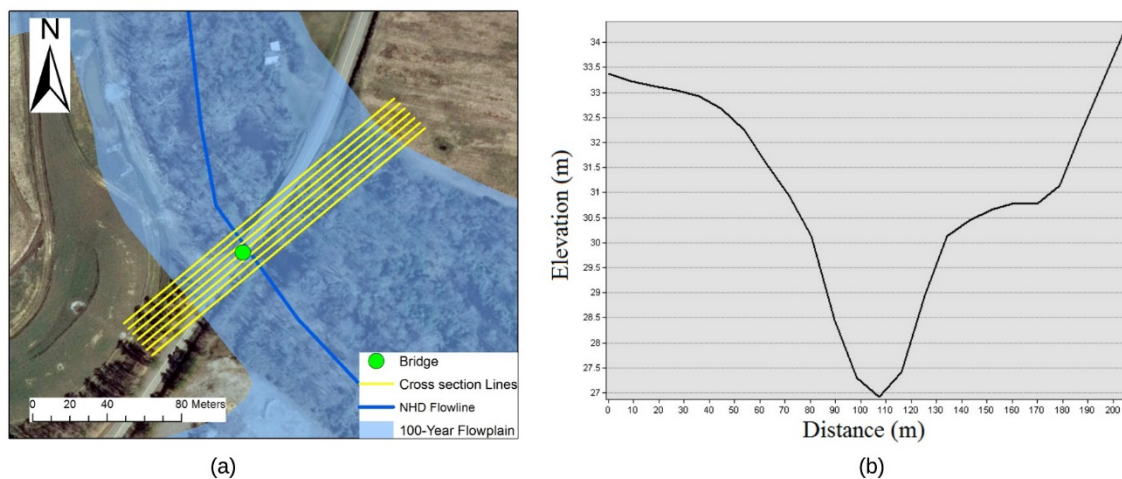 N
Bridge
Cross section Lines
NHD Flowline
100-Year Flowplain
0 20 40 80 Meters
(a)
Elevation (m)
34
33.5
33
32.5
32
31.5
31
30.5
30
29.5
29
28.5
28
27.5
27
0 10 20 30 40 50 60 70 80 90 100 110 120 130 140 150 160 170 180 190 200
Distance (m)
(b)